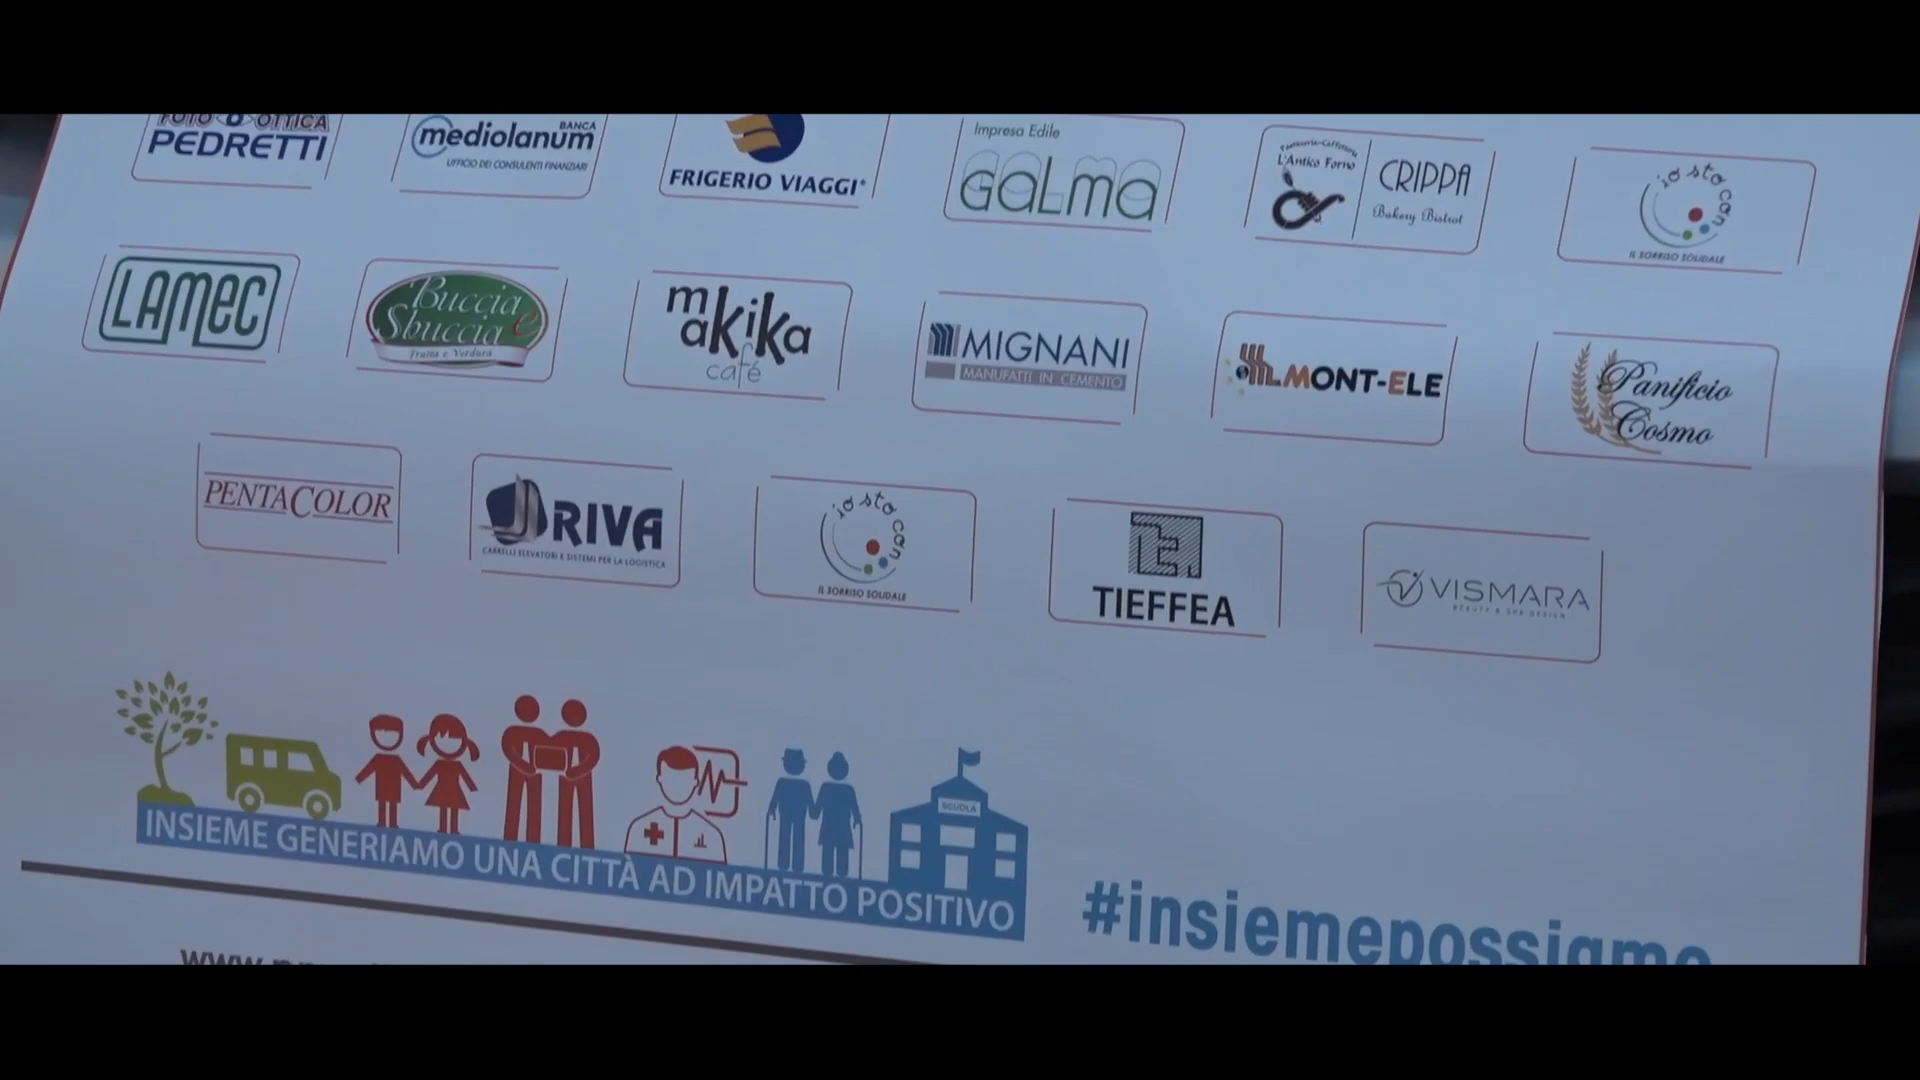 FOTO OTTICA
PEDRETTI
BANCA
mediolanum
UFFICIO DEI CONSULENTI FINANZIARI
FRIGERIO VIAGGI
Impresa Edile
GALMA
Pasticceria-Caffetteria
L'Antico Forno
CRIPPA
Bakery Bistrot
io sto con
IL SORRISO SOLIDALE
LAMEC
Buccia e
Sbuccia
Frutta e Verdura
makika
café
MIGNANI
MANUFATTI IN CEMENTO
MONT-ELE
Panificio
Cosmo
PENTACOLOR
RIVA
CARRELLI ELEVATORI E SISTEMI PER LA LOGISTICA
io sto con
IL SORRISO SOLIDALE
TIEFFEA
VISMARA
BEAUTY & SPA DESIGN
SCUOLA
INSIEME GENERIAMO UNA CITTÀ AD IMPATTO POSITIVO
#insiemepossiamo